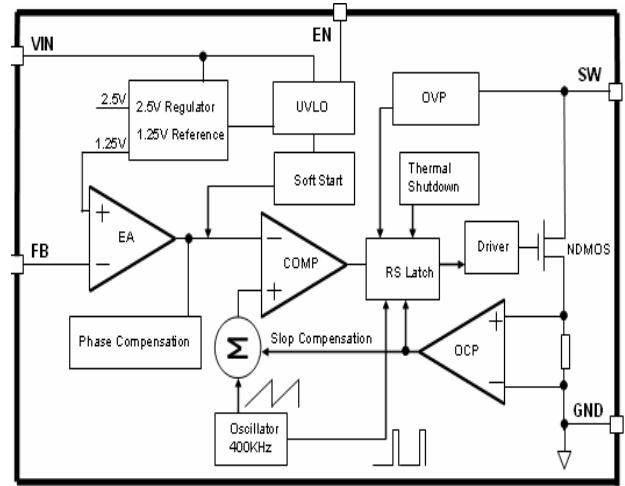 EN
VIN
SW
2.5V
2.5V Regulator
1.25V Reference
1.25V
UVLO
OVP
Soft Start
Thermal
Shutdown
+
EA
−
FB
−
COMP
+
RS Latch
Driver
NDMOS
Phase Compensation
Σ
Slop Compensation
+
OCP
−
Oscillator
400KHz
GND